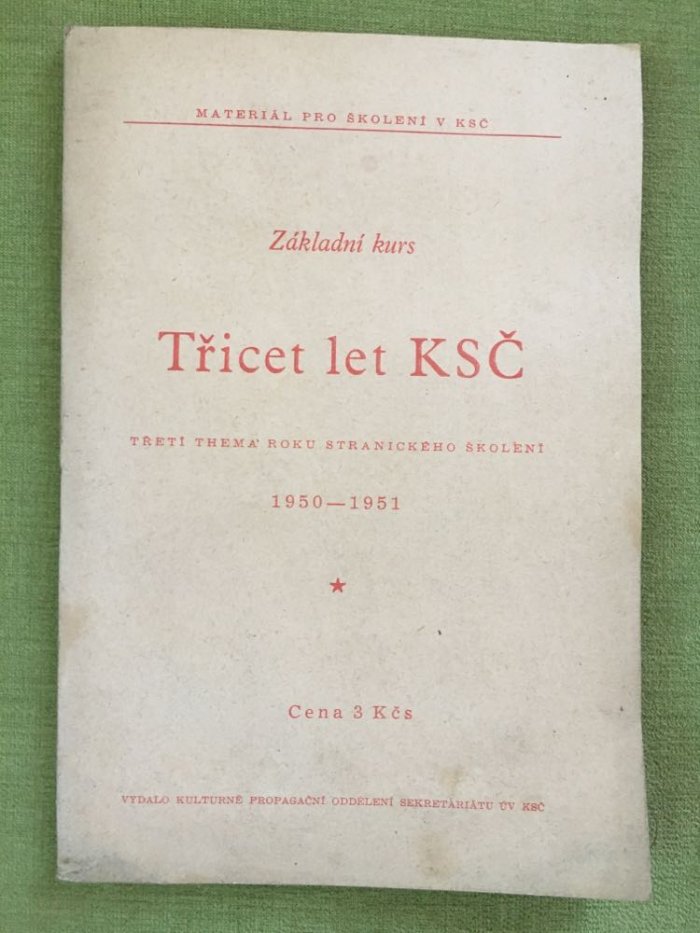 MATERIÁL PRO ŠKOLENÍ V KSČ
Základní kurs
Třicet let KSČ
TŘETÍ THEMA ROKU STRANICKÉHO ŠKOLENÍ
1950—1951
★
Cena 3 Kčs
VYDALO KULTURNĚ PROPAGAČNÍ ODDĚLENÍ SEKRETARIÁTU ÚV KSČ